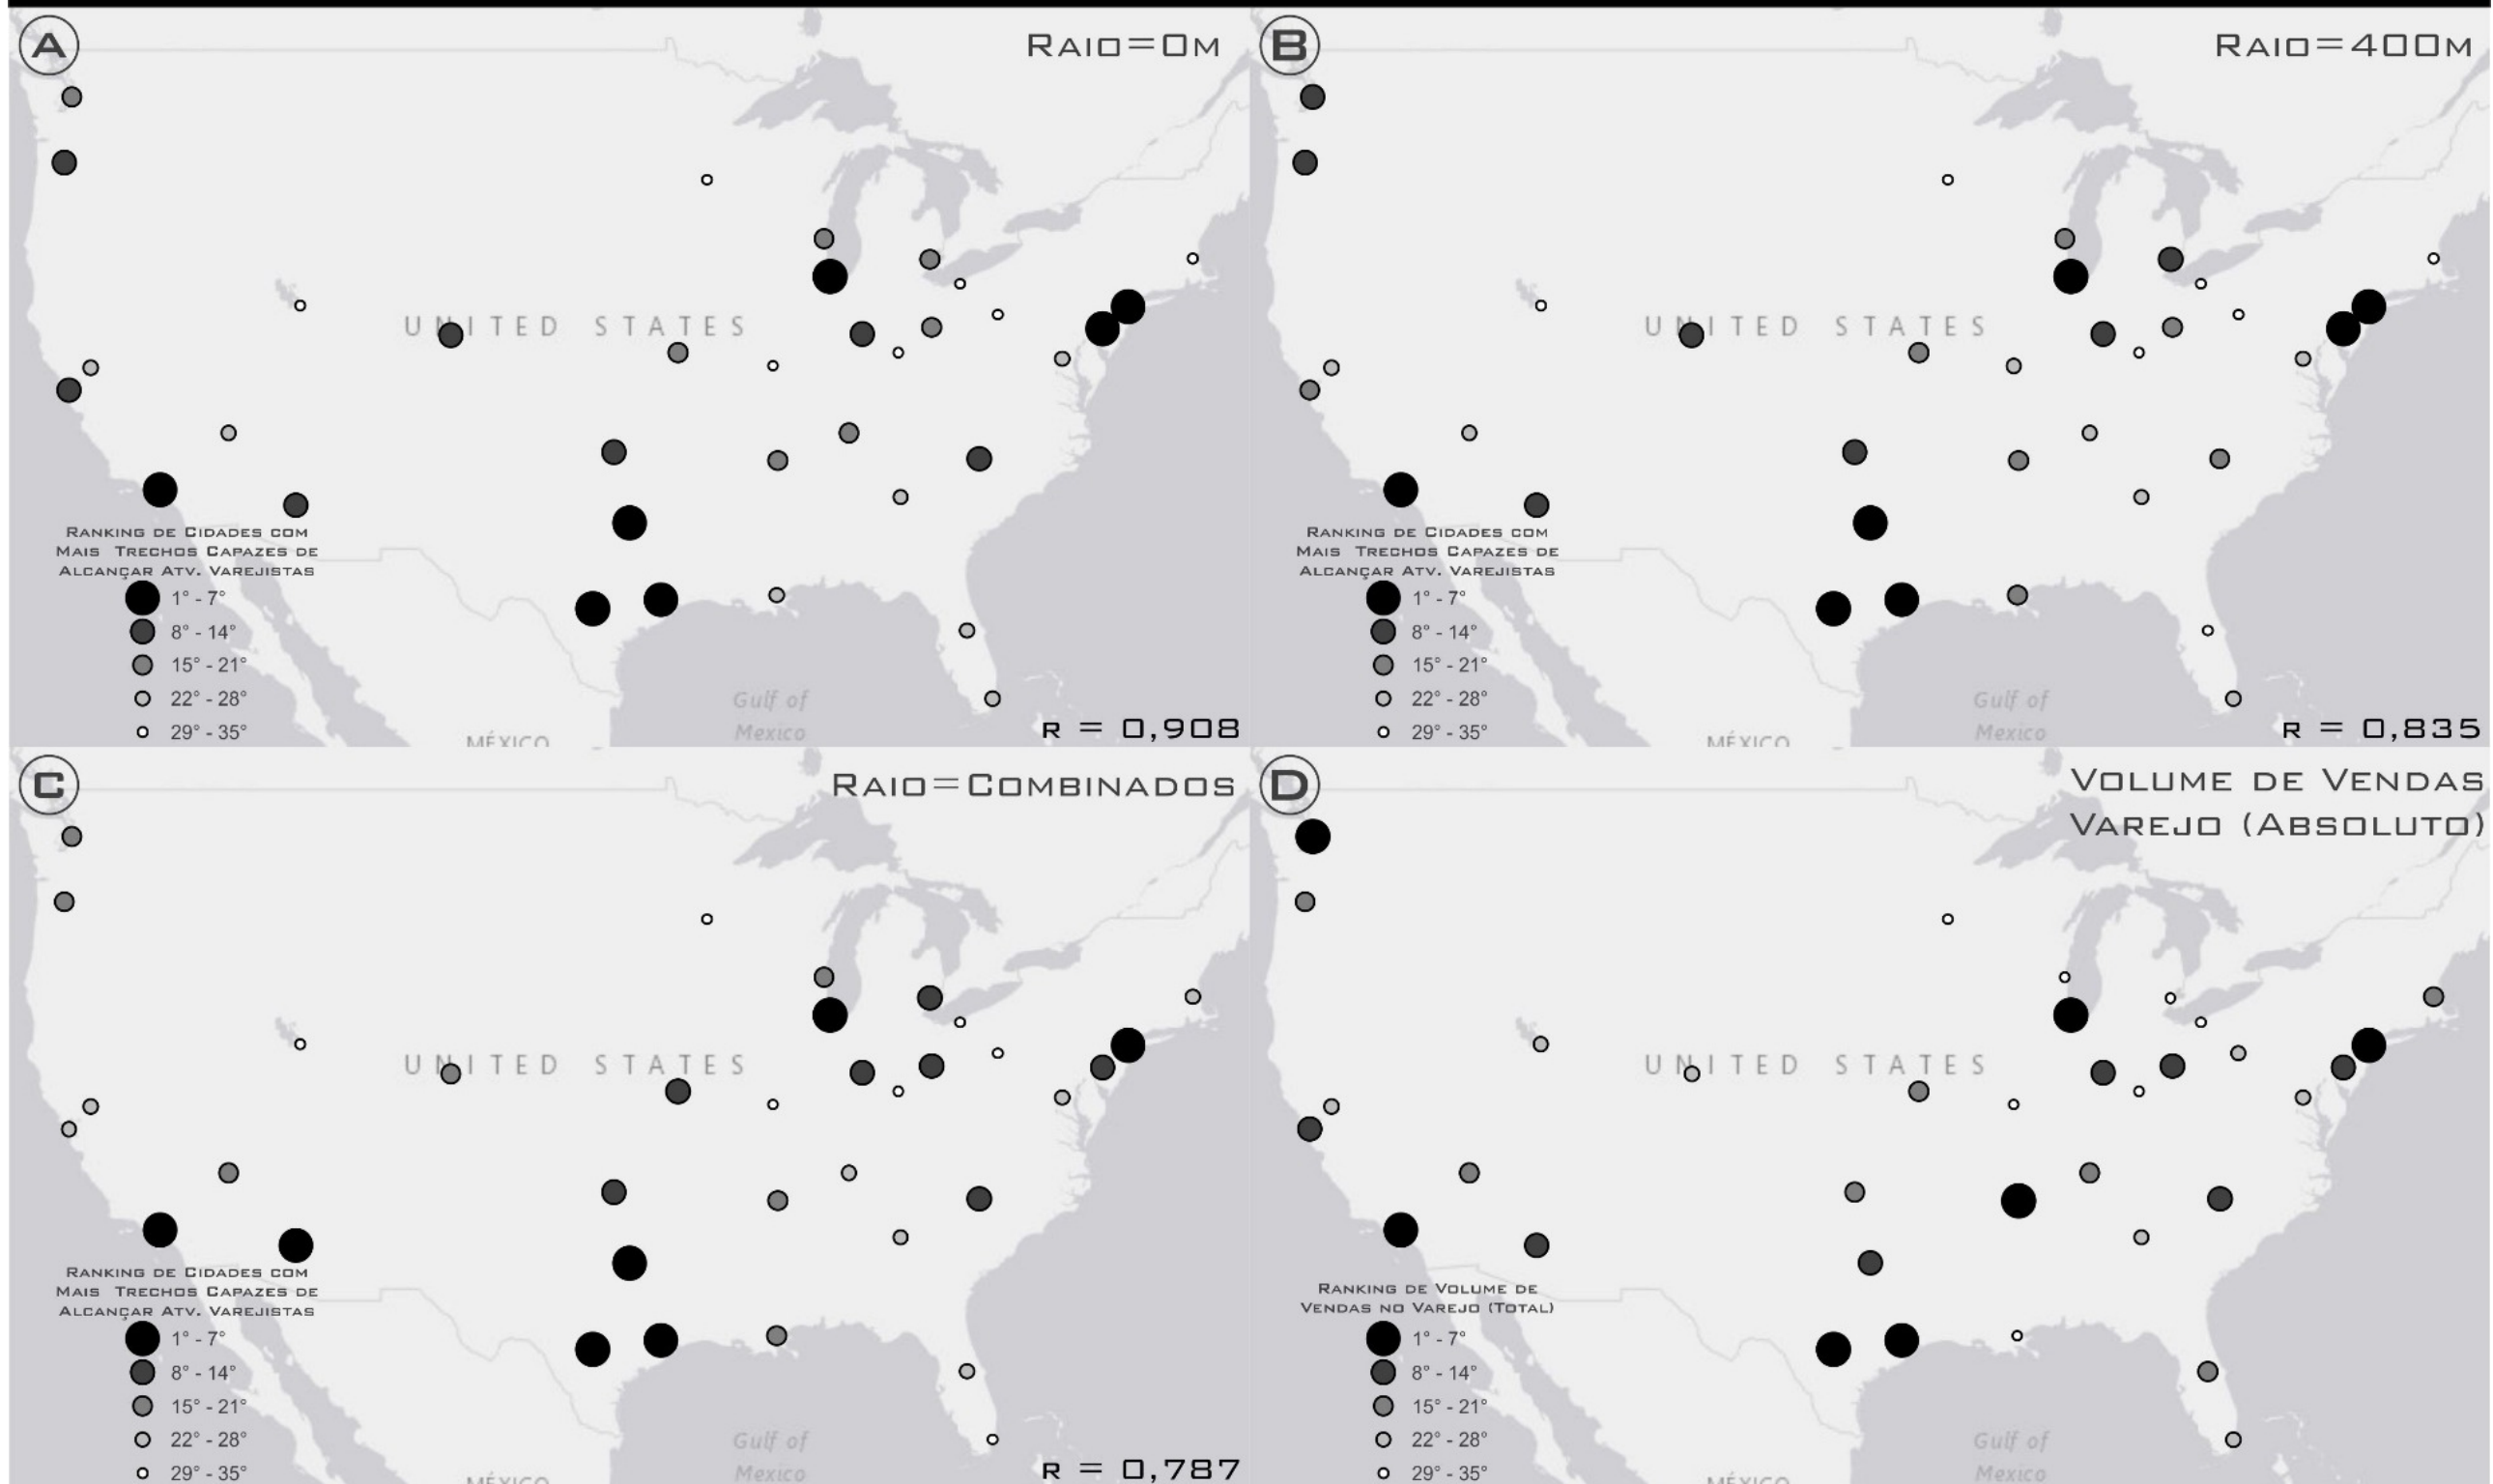 A
RAIO=0M
UNITED STATES
RANKING DE CIDADES COM
MAIS TRECHOS CAPAZES DE
ALCANÇAR ATV. VAREJISTAS
1° - 7°
8° - 14°
15° - 21°
22° - 28°
29° - 35°
Gulf of
Mexico
MÉXICO
R = 0,908
B
RAIO=400M
UNITED STATES
RANKING DE CIDADES COM
MAIS TRECHOS CAPAZES DE
ALCANÇAR ATV. VAREJISTAS
1° - 7°
8° - 14°
15° - 21°
22° - 28°
29° - 35°
Gulf of
Mexico
MÉXICO
R = 0,835
C
RAIO=COMBINADOS
UNITED STATES
RANKING DE CIDADES COM
MAIS TRECHOS CAPAZES DE
ALCANÇAR ATV. VAREJISTAS
1° - 7°
8° - 14°
15° - 21°
22° - 28°
29° - 35°
Gulf of
Mexico
MÉXICO
R = 0,787
D
VOLUME DE VENDAS
VAREJO (ABSOLUTO)
UNITED STATES
RANKING DE VOLUME DE
VENDAS NO VAREJO (TOTAL)
1° - 7°
8° - 14°
15° - 21°
22° - 28°
29° - 35°
Gulf of
Mexico
MÉXICO